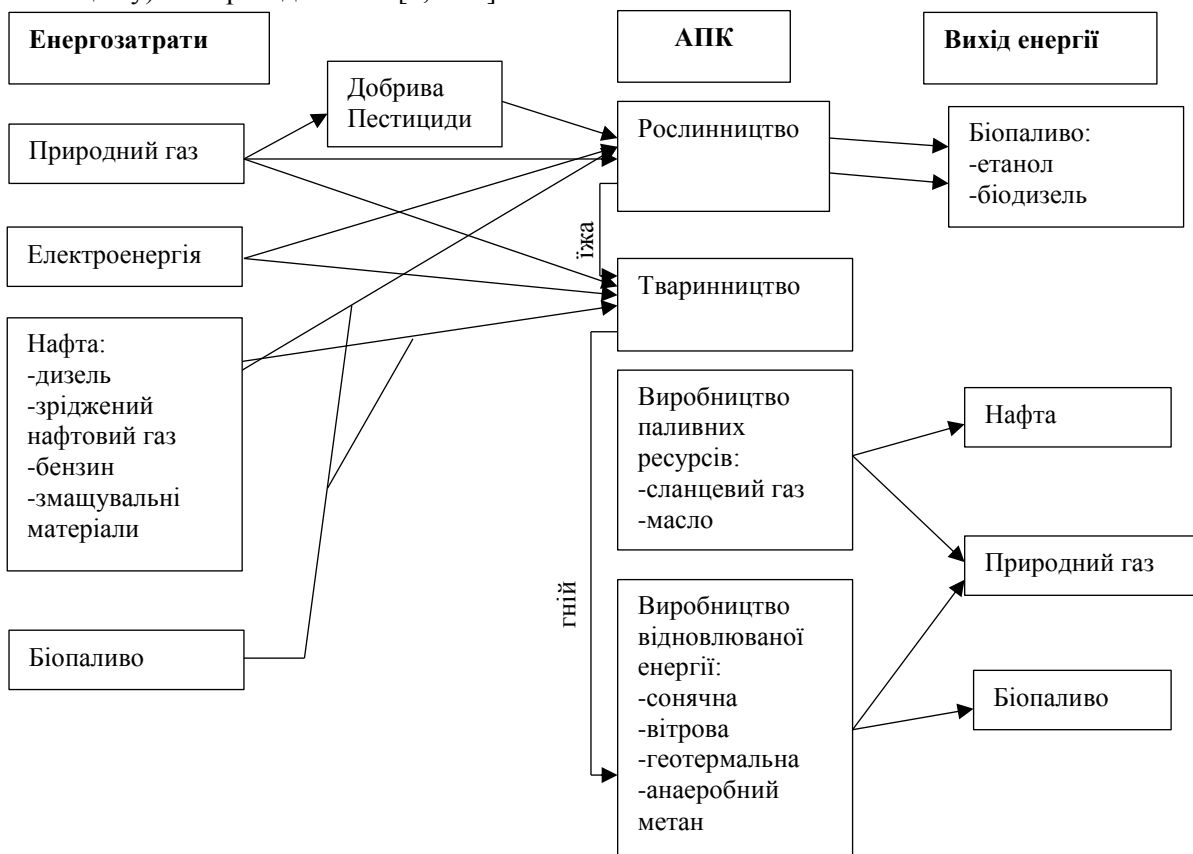 Енергозатрати
АПК
Вихід енергії
Добрива
Пестициди
Природний газ
Рослинництво
Біопаливо:
-етанол
-біодизель
Електроенергія
їжа
Тваринництво
Нафта:
-дизель
-зріджений
нафтовий газ
-бензин
-змащувальні
матеріали
Виробництво
паливних
ресурсів:
-сланцевий газ
-масло
Нафта
Природний газ
гній
Біопаливо
Виробництво
відновлюваної
енергії:
-сонячна
-вітрова
-геотермальна
-анаеробний
метан
Біопаливо